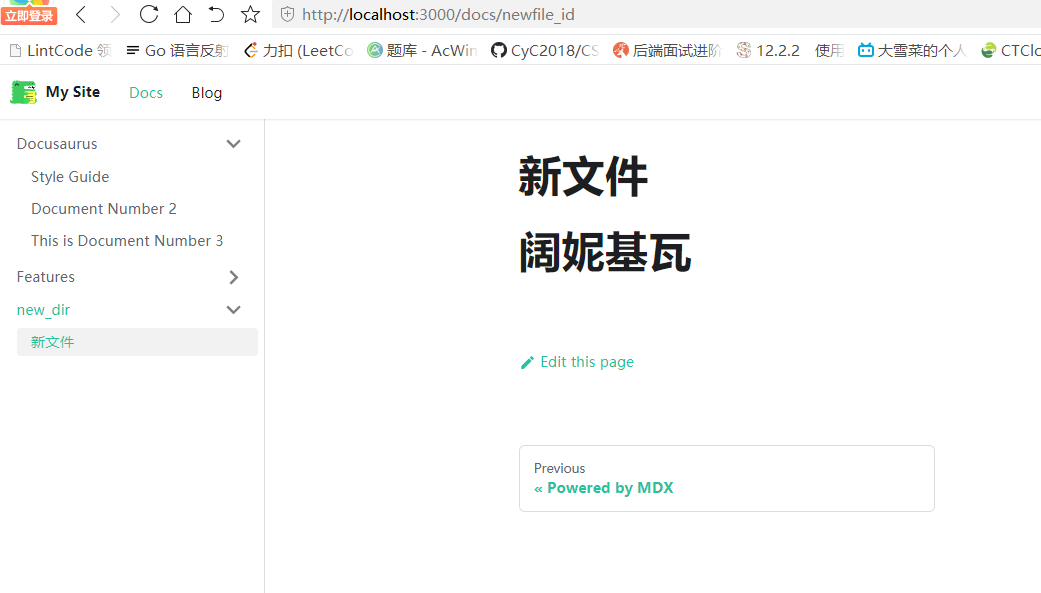 立即登录
http://localhost:3000/docs/newfile_id
LintCode 领 Go 语言反射 力扣 (LeetCo 题库 - AcWin CyC2018/CS 后端面试进阶 12.2.2 使用 大雪菜的个人 CTClo
My Site Docs Blog
Docusaurus
Style Guide
Document Number 2
This is Document Number 3
Features
new_dir
新文件
新文件
阔妮基瓦
Edit this page
Previous
« Powered by MDX